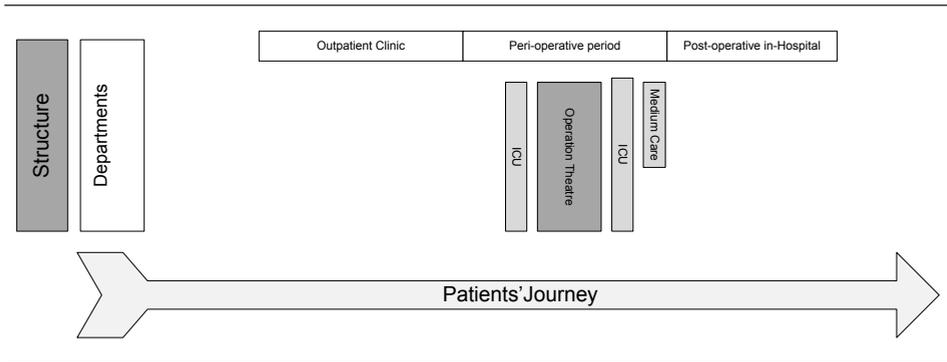 Structure
Departments
Outpatient Clinic
Peri-operative period
Post-operative in-Hospital
ICU
Operation Theatre
ICU
Medium Care
Patients'Journey